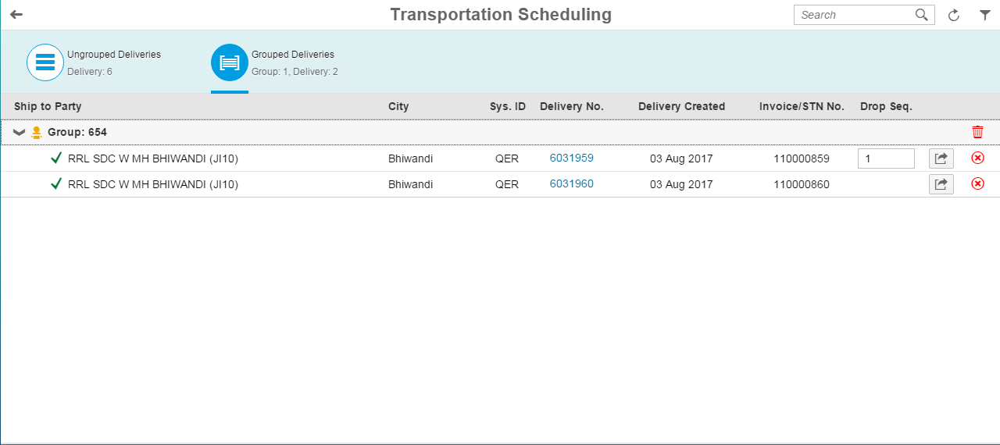 Transportation Scheduling
Search
Ungrouped Deliveries
Delivery: 6
Grouped Deliveries
Group: 1, Delivery: 2
Ship to Party City Sys. ID Delivery No. Delivery Created Invoice/STN No. Drop Seq.
Group: 654
RRL SDC W MH BHIWANDI (JI10) Bhiwandi QER 6031959 03 Aug 2017 110000859 1
RRL SDC W MH BHIWANDI (JI10) Bhiwandi QER 6031960 03 Aug 2017 110000860